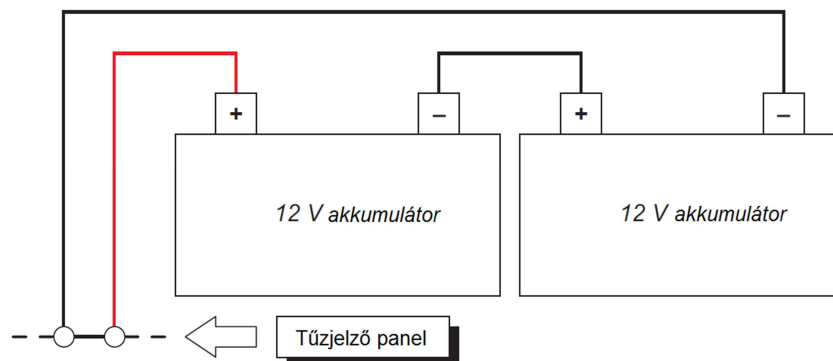 + – + –
12 V akkumulátor 12 V akkumulátor
Tűzjelző panel